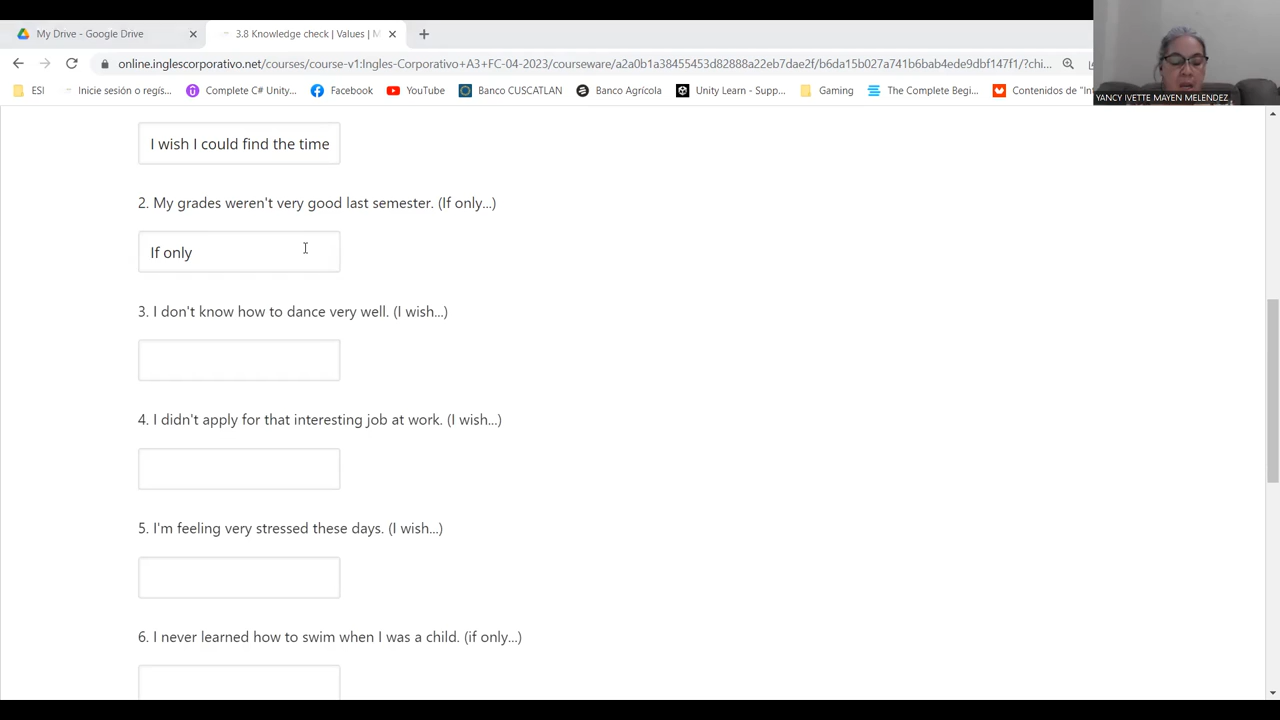 My Drive - Google Drive
3.8 Knowledge check | Values | M
online.inglescorporativo.net/courses/course-v1:Ingles-Corporativo+A3+FC-04-2023/courseware/a2a0b1a38455453d82888a22eb7dae2f/b6da15b027a741b6bab4ede9dbf147f1/?chi...
ESI
Inicie sesión o regís...
Complete C# Unity...
Facebook
YouTube
Banco CUSCATLAN
Banco Agrícola
Unity Learn - Supp...
Gaming
The Complete Begi...
Contenidos de "Int
YANCY IVETTE MAYEN MELENDEZ
I wish I could find the time
2. My grades weren't very good last semester. (If only...)
If only
3. I don't know how to dance very well. (I wish...)
4. I didn't apply for that interesting job at work. (I wish...)
5. I'm feeling very stressed these days. (I wish...)
6. I never learned how to swim when I was a child. (if only...)